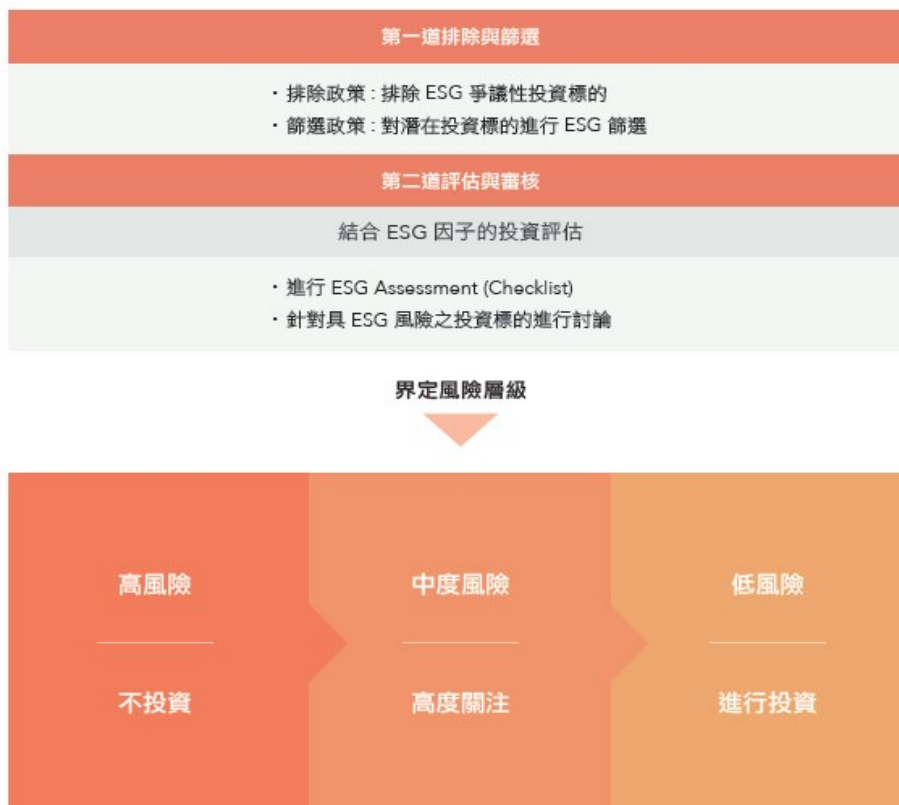 第一道排除與篩選
・排除政策 : 排除 ESG 爭議性投資標的
・篩選政策 : 對潛在投資標的進行 ESG 篩選
第二道評估與審核
結合 ESG 因子的投資評估
・進行 ESG Assessment (Checklist)
・針對具 ESG 風險之投資標的進行討論
界定風險層級
高風險
不投資
中度風險
高度關注
低風險
進行投資